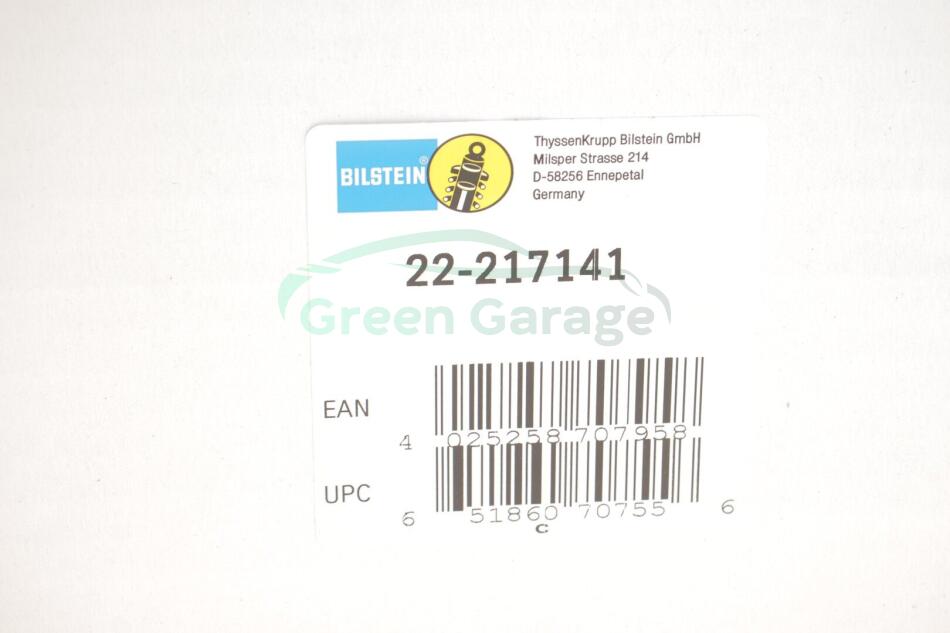 BILSTEIN®
ThyssenKrupp Bilstein GmbH
Milsper Strasse 214
D-58256 Ennepetal
Germany
22-217141
Green Garage
EAN
4 025258 707958
UPC
6 51860 70755 6
C